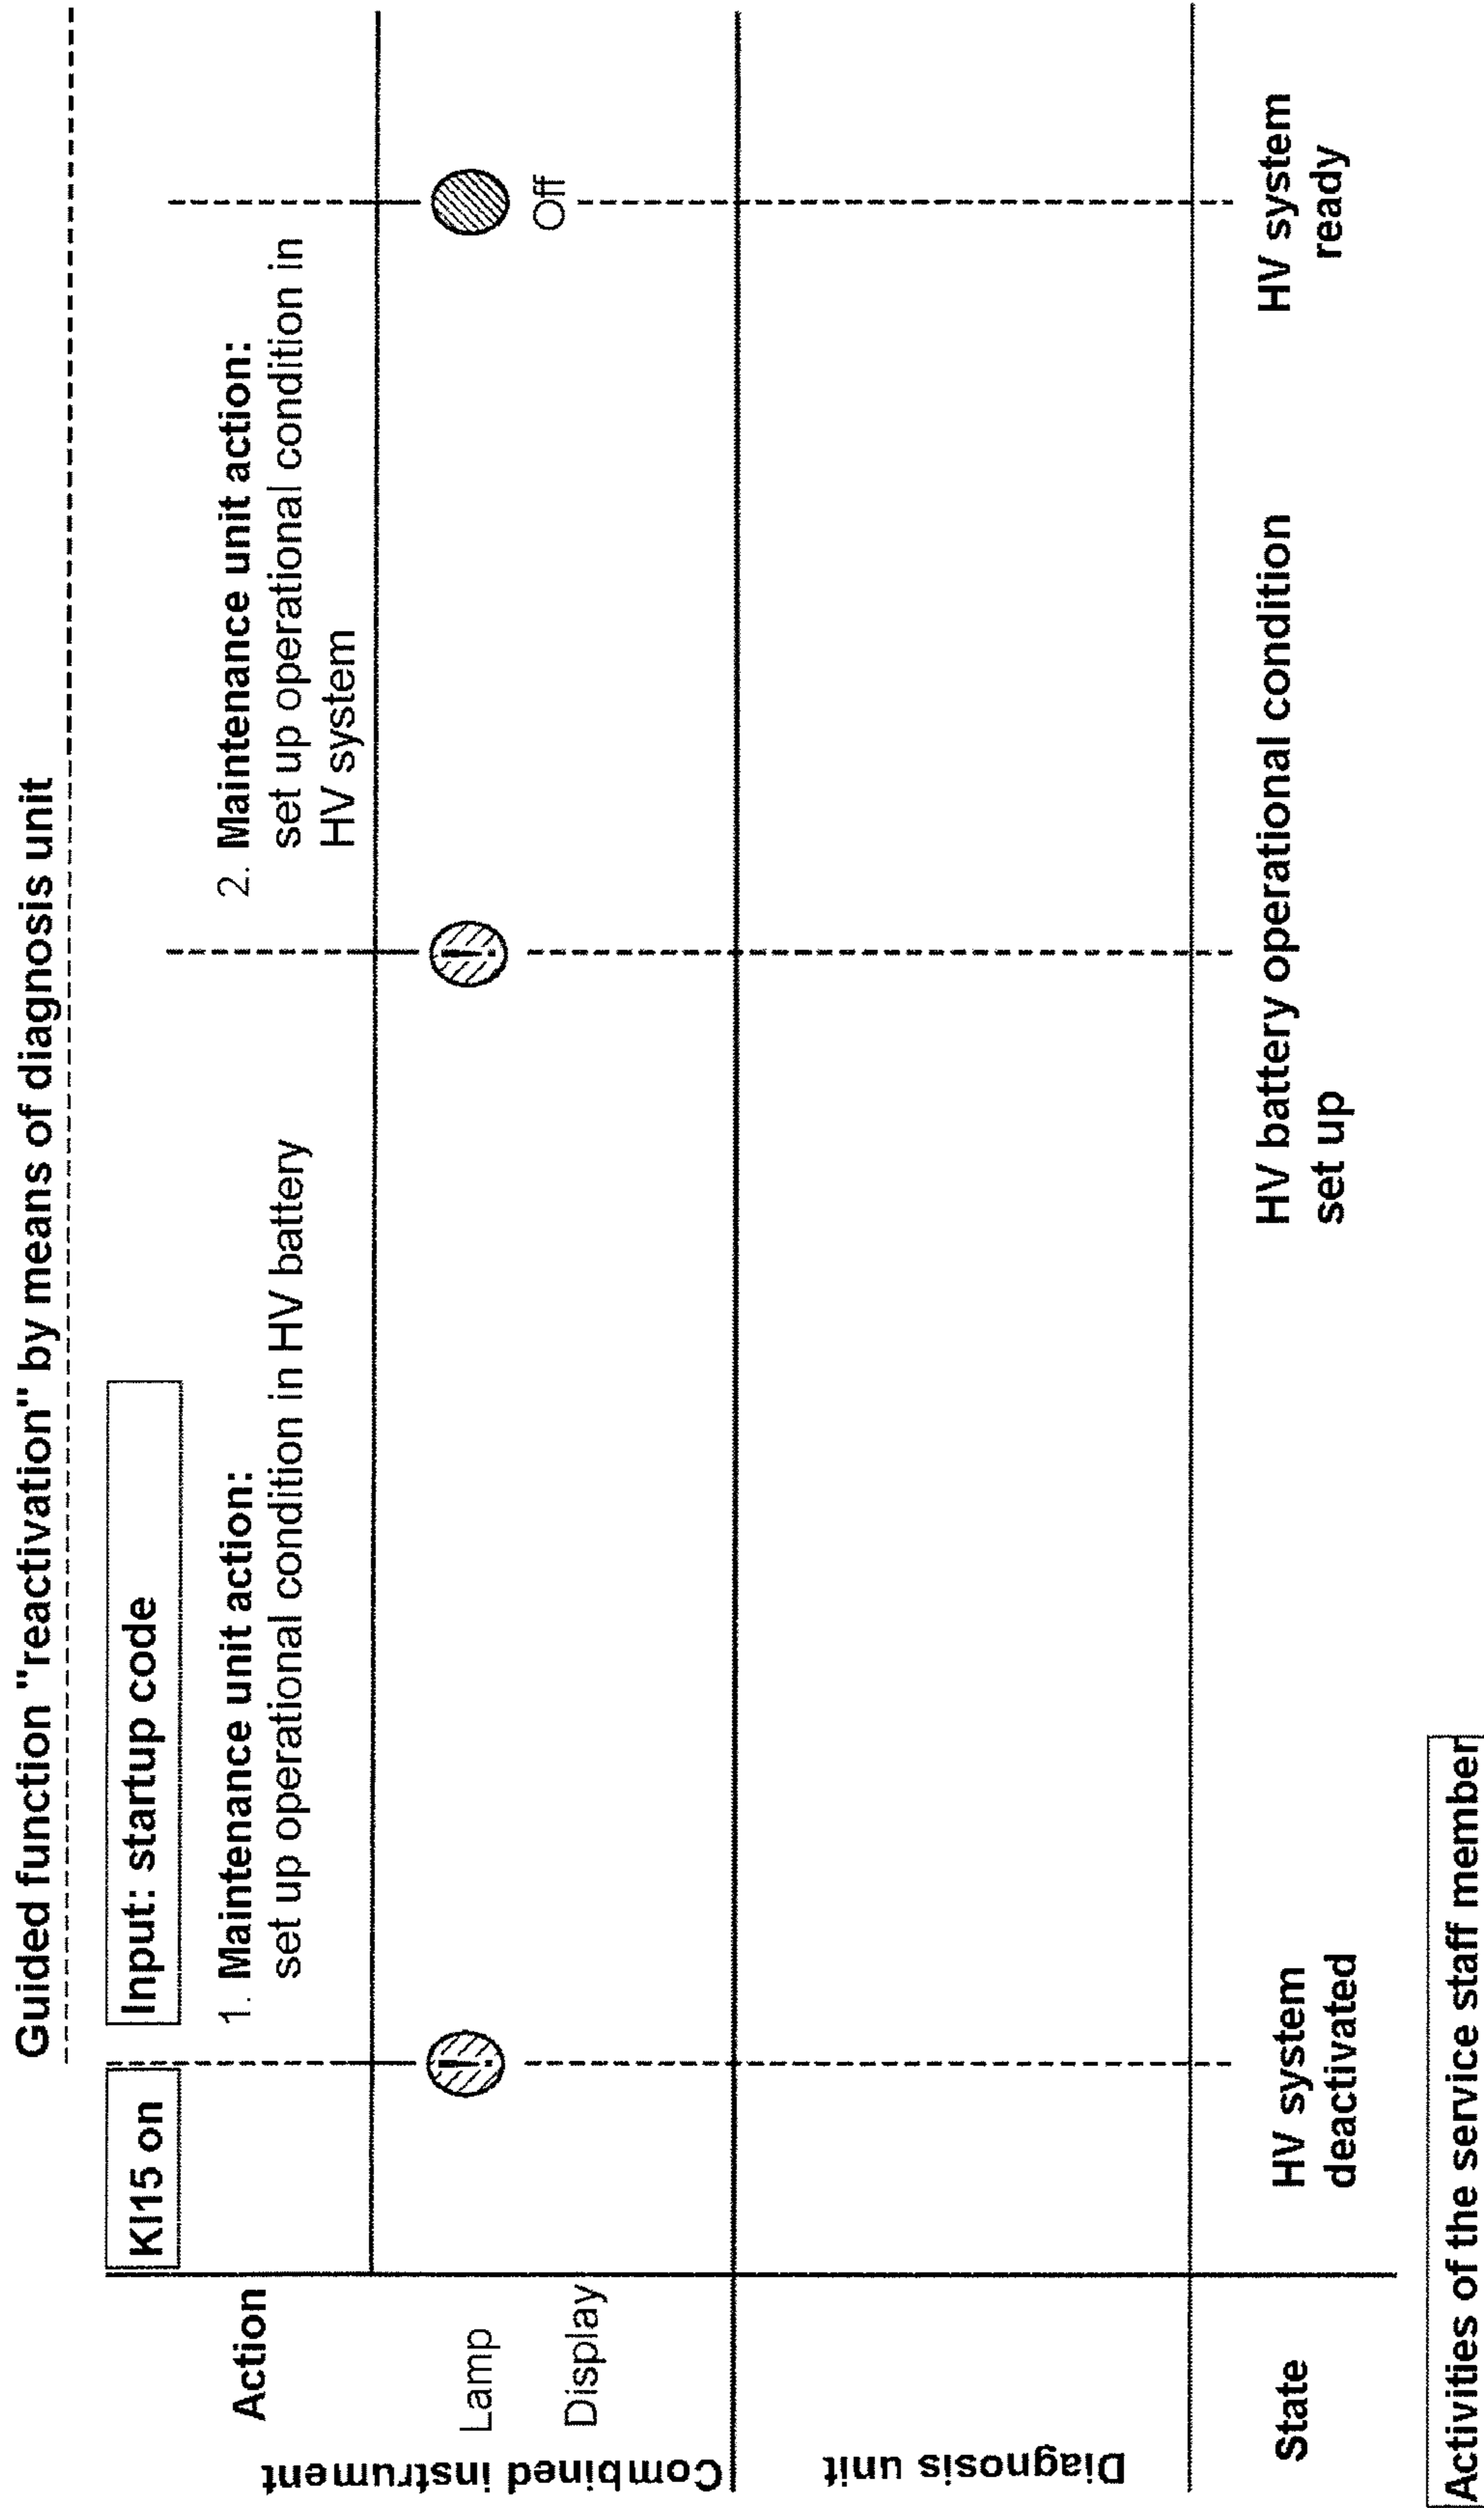 Guided function "reactivation" by means of diagnosis unit
KI15 on
Input: startup code
Action
1. Maintenance unit action:
set up operational condition in HV battery
2. Maintenance unit action:
set up operational condition in
HV system
Combined instrument
Lamp
Display
Off
Diagnosis unit
State
HV system
deactivated
HV battery operational condition
set up
HV system
ready
Activities of the service staff member